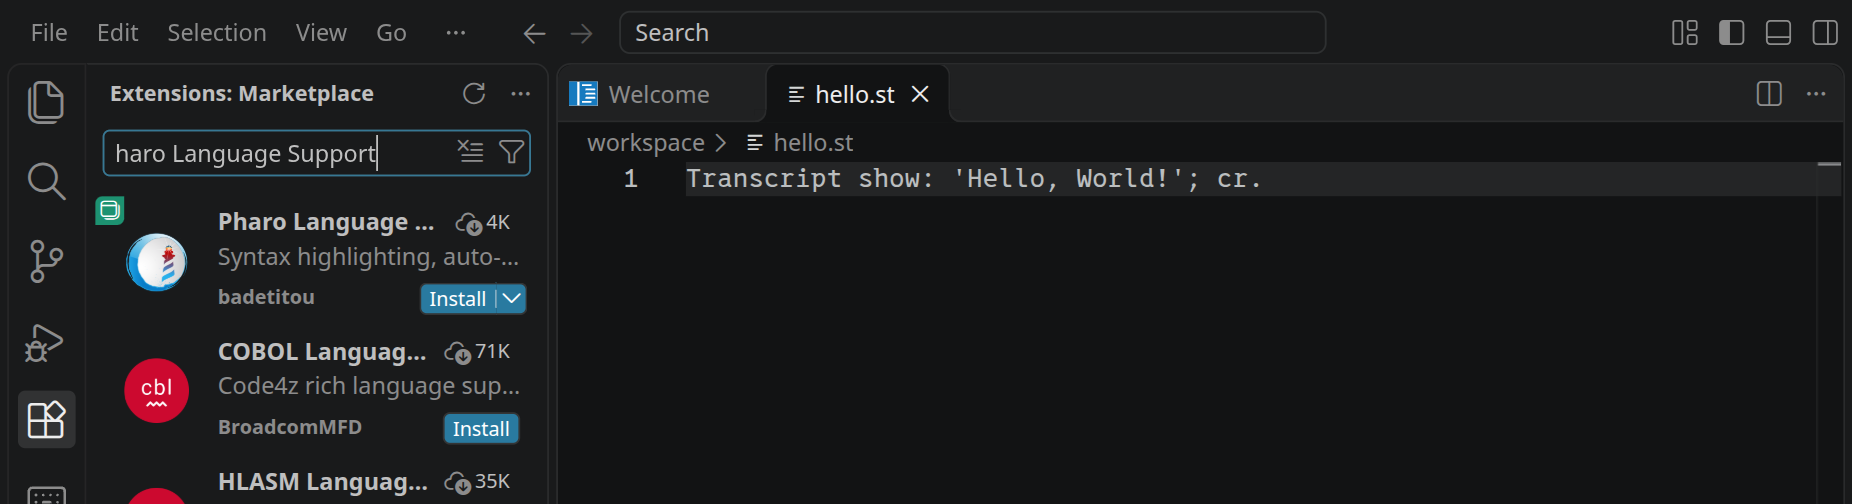 File Edit Selection View Go ... Search
Extensions: Marketplace ...
haro Language Support
Pharo Language ... 4K
Syntax highlighting, auto-...
badetitou Install
COBOL Languag... 71K
cbl
Code4z rich language sup...
BroadcomMFD Install
HLASM Languag... 35K
Welcome hello.st ...
workspace > hello.st
1 Transcript show: 'Hello, World!'; cr.